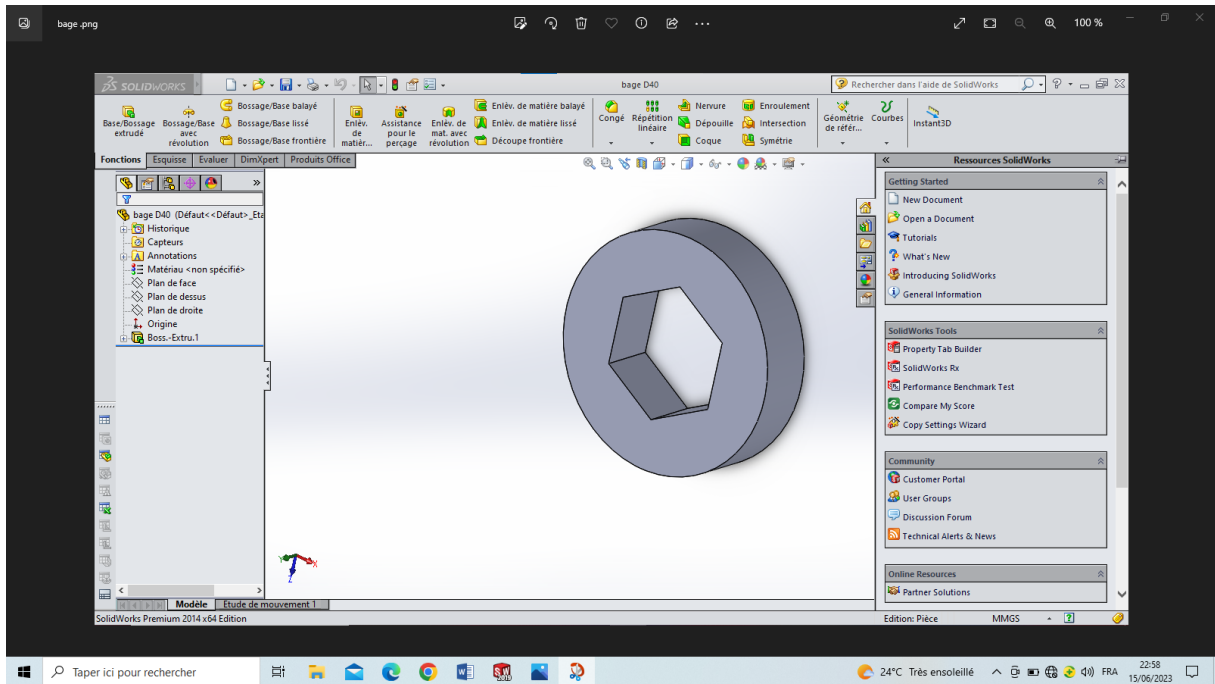 bage .png
100 %
SOLIDWORKS
bage D40
Rechercher dans l'aide de SolidWorks
Base/Bossage extrudé
Bossage/Base avec révolution
Bossage/Base balayé
Bossage/Base lissé
Bossage/Base frontière
Enlèv. de matièr...
Assistance pour le perçage
Enlèv. de mat. avec révolution
Enlèv. de matière balayé
Enlèv. de matière lissé
Découpe frontière
Congé
Répétition linéaire
Nervure
Dépouille
Coque
Enroulement
Intersection
Symétrie
Géométrie de référ...
Courbes
Instant3D
Fonctions Esquisse Evaluer DimXpert Produits Office
bage D40 (Défaut<<Défaut>_Eta
Historique
Capteurs
Annotations
Matériau <non spécifié>
Plan de face
Plan de dessus
Plan de droite
Origine
Boss.-Extru.1
Y X
Z
Ressources SolidWorks
Getting Started
New Document
Open a Document
Tutorials
What's New
Introducing SolidWorks
General Information
SolidWorks Tools
Property Tab Builder
SolidWorks Rx
Performance Benchmark Test
Compare My Score
Copy Settings Wizard
Community
Customer Portal
User Groups
Discussion Forum
Technical Alerts & News
Online Resources
Partner Solutions
Modèle Etude de mouvement 1
SolidWorks Premium 2014 x64 Edition
Edition: Pièce MMGS
Taper ici pour rechercher
24°C Très ensoleillé
FRA
22:58
15/06/2023